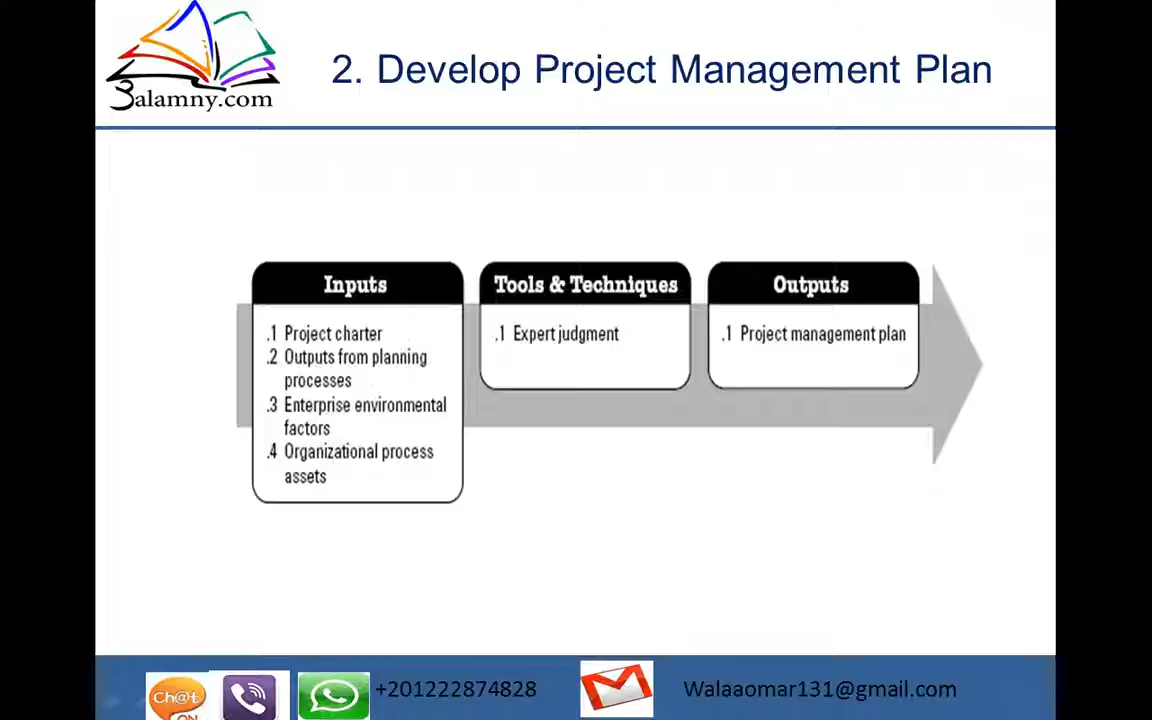 3alamny.com
2. Develop Project Management Plan
Inputs
.1 Project charter
.2 Outputs from planning
processes
.3 Enterprise environmental
factors
.4 Organizational process
assets
Tools & Techniques
.1 Expert judgment
Outputs
.1 Project management plan
Ch@t
ON
+201222874828
Walaaomar131@gmail.com